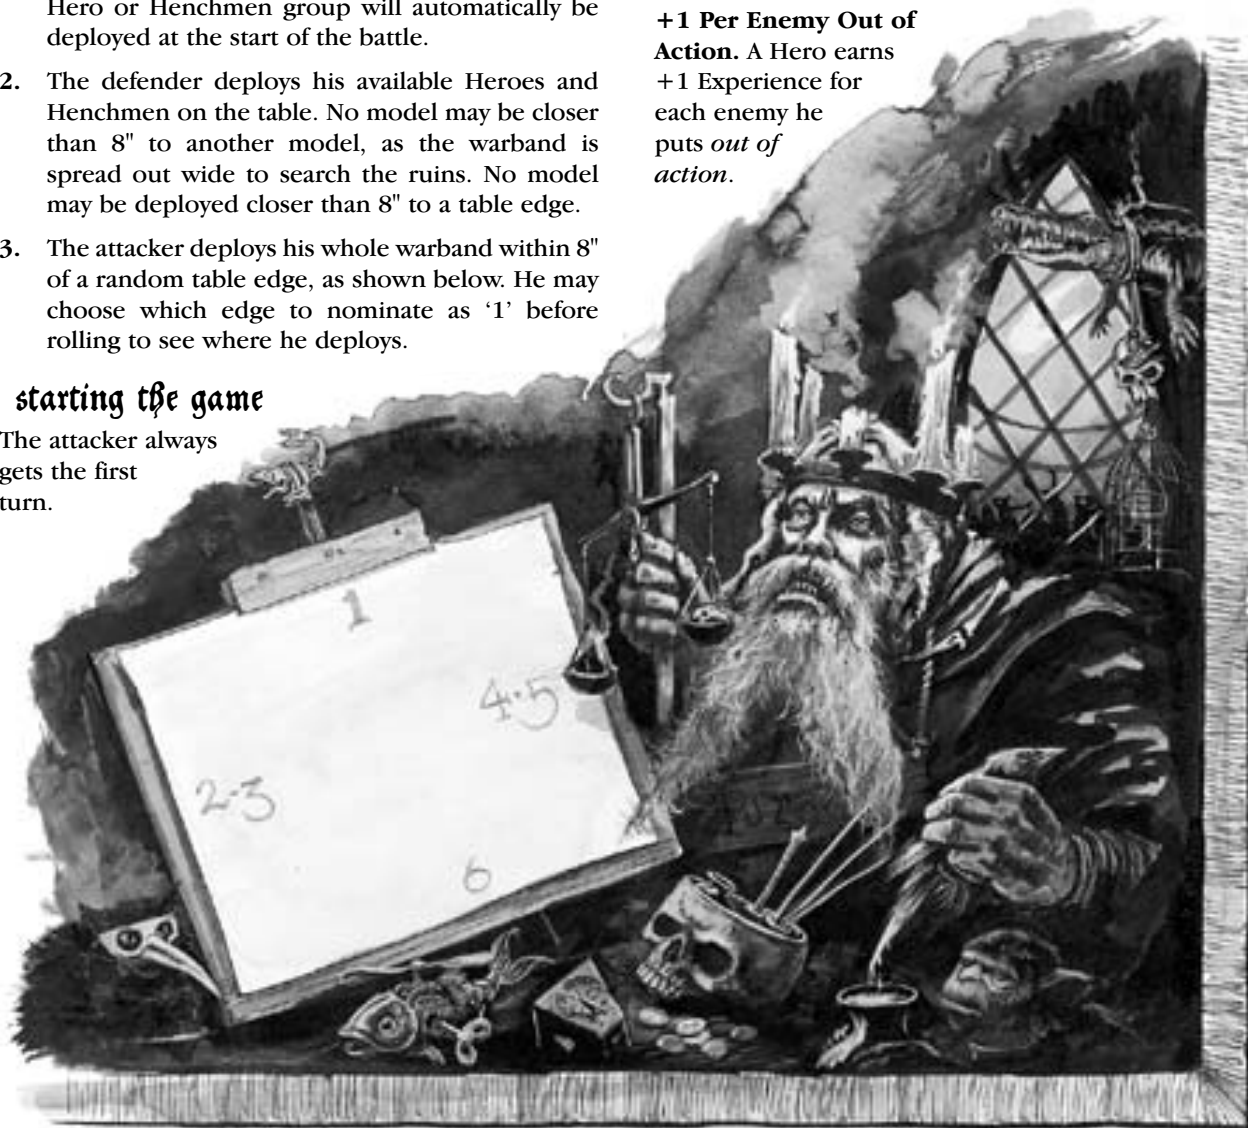 Hero or Henchmen group will automatically be
deployed at the start of the battle.
2. The defender deploys his available Heroes and
Henchmen on the table. No model may be closer
than 8" to another model, as the warband is
spread out wide to search the ruins. No model
may be deployed closer than 8" to a table edge.
3. The attacker deploys his whole warband within 8"
of a random table edge, as shown below. He may
choose which edge to nominate as ‘1’ before
rolling to see where he deploys.
starting the game
The attacker always
gets the first
turn.
+1 Per Enemy Out of
Action. A Hero earns
+1 Experience for
each enemy he
puts out of
action.
1
4·5
2·3
6